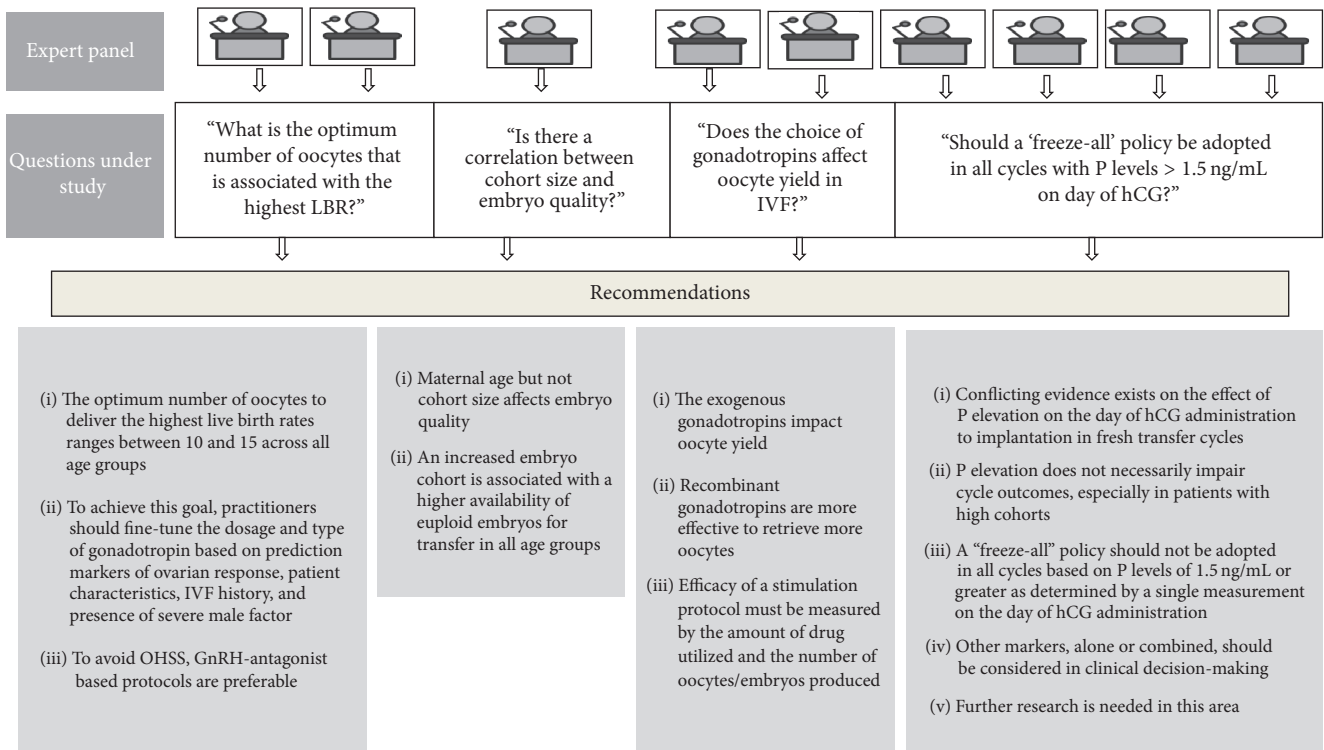 Expert panel
Questions under
study
“What is the optimum
number of oocytes that
is associated with the
highest LBR?”
“Is there a
correlation between
cohort size and
embryo quality?”
“Does the choice of
gonadotropins affect
oocyte yield in
IVF?”
“Should a ‘freeze-all’ policy be adopted
in all cycles with P levels > 1.5 ng/mL
on day of hCG?”
Recommendations
(i) The optimum number of oocytes to
deliver the highest live birth rates
ranges between 10 and 15 across all
age groups
(ii) To achieve this goal, practitioners
should fine-tune the dosage and type
of gonadotropin based on prediction
markers of ovarian response, patient
characteristics, IVF history, and
presence of severe male factor
(iii) To avoid OHSS, GnRH-antagonist
based protocols are preferable
(i) Maternal age but not
cohort size affects embryo
quality
(ii) An increased embryo
cohort is associated with a
higher availability of
euploid embryos for
transfer in all age groups
(i) The exogenous
gonadotropins impact
oocyte yield
(ii) Recombinant
gonadotropins are more
effective to retrieve more
oocytes
(iii) Efficacy of a stimulation
protocol must be measured
by the amount of drug
utilized and the number of
oocytes/embryos produced
(i) Conflicting evidence exists on the effect of
P elevation on the day of hCG administration
to implantation in fresh transfer cycles
(ii) P elevation does not necessarily impair
cycle outcomes, especially in patients with
high cohorts
(iii) A “freeze-all” policy should not be adopted
in all cycles based on P levels of 1.5 ng/mL or
greater as determined by a single measurement
on the day of hCG administration
(iv) Other markers, alone or combined, should
be considered in clinical decision-making
(v) Further research is needed in this area